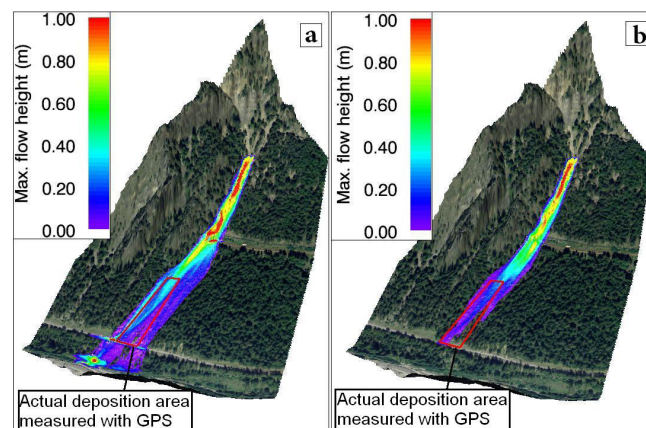 Max. flow height (m)
1.00
0.80
0.60
0.40
0.20
0.00
a
Actual deposition area
measured with GPS
Max. flow height (m)
1.00
0.80
0.60
0.40
0.20
0.00
b
Actual deposition area
measured with GPS